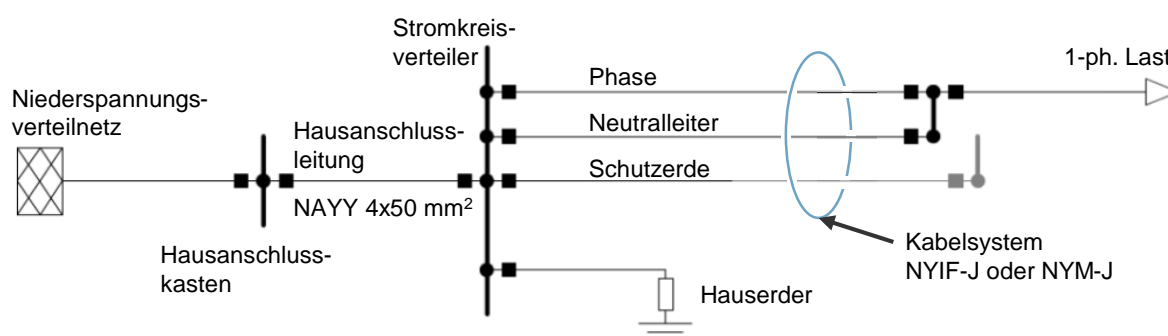 Stromkreis-
verteiler
1-ph. Last
Phase
Niederspannungs-
verteilnetz
Hausanschluss-
leitung
Neutralleiter
Schutzerde
NAYY 4x50 mm²
Hausanschluss-
kasten
Kabelsystem
NYIF-J oder NYM-J
Hauserder